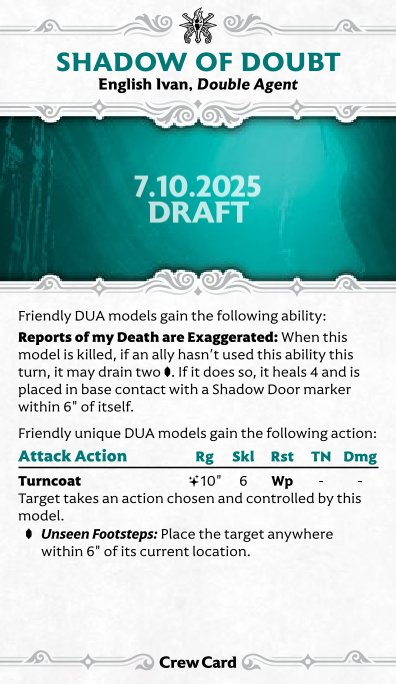 SHADOW OF DOUBT
English Ivan, Double Agent
7.10.2025
DRAFT
Friendly DUA models gain the following ability:
Reports of my Death are Exaggerated: When this
model is killed, if an ally hasn't used this ability this
turn, it may drain two ⬮. If it does so, it heals 4 and is
placed in base contact with a Shadow Door marker
within 6" of itself.
Friendly unique DUA models gain the following action:
Attack Action Rg Skl Rst TN Dmg
Turncoat 10" 6 Wp - -
Target takes an action chosen and controlled by this
model.
Unseen Footsteps: Place the target anywhere
within 6" of its current location.
Crew Card